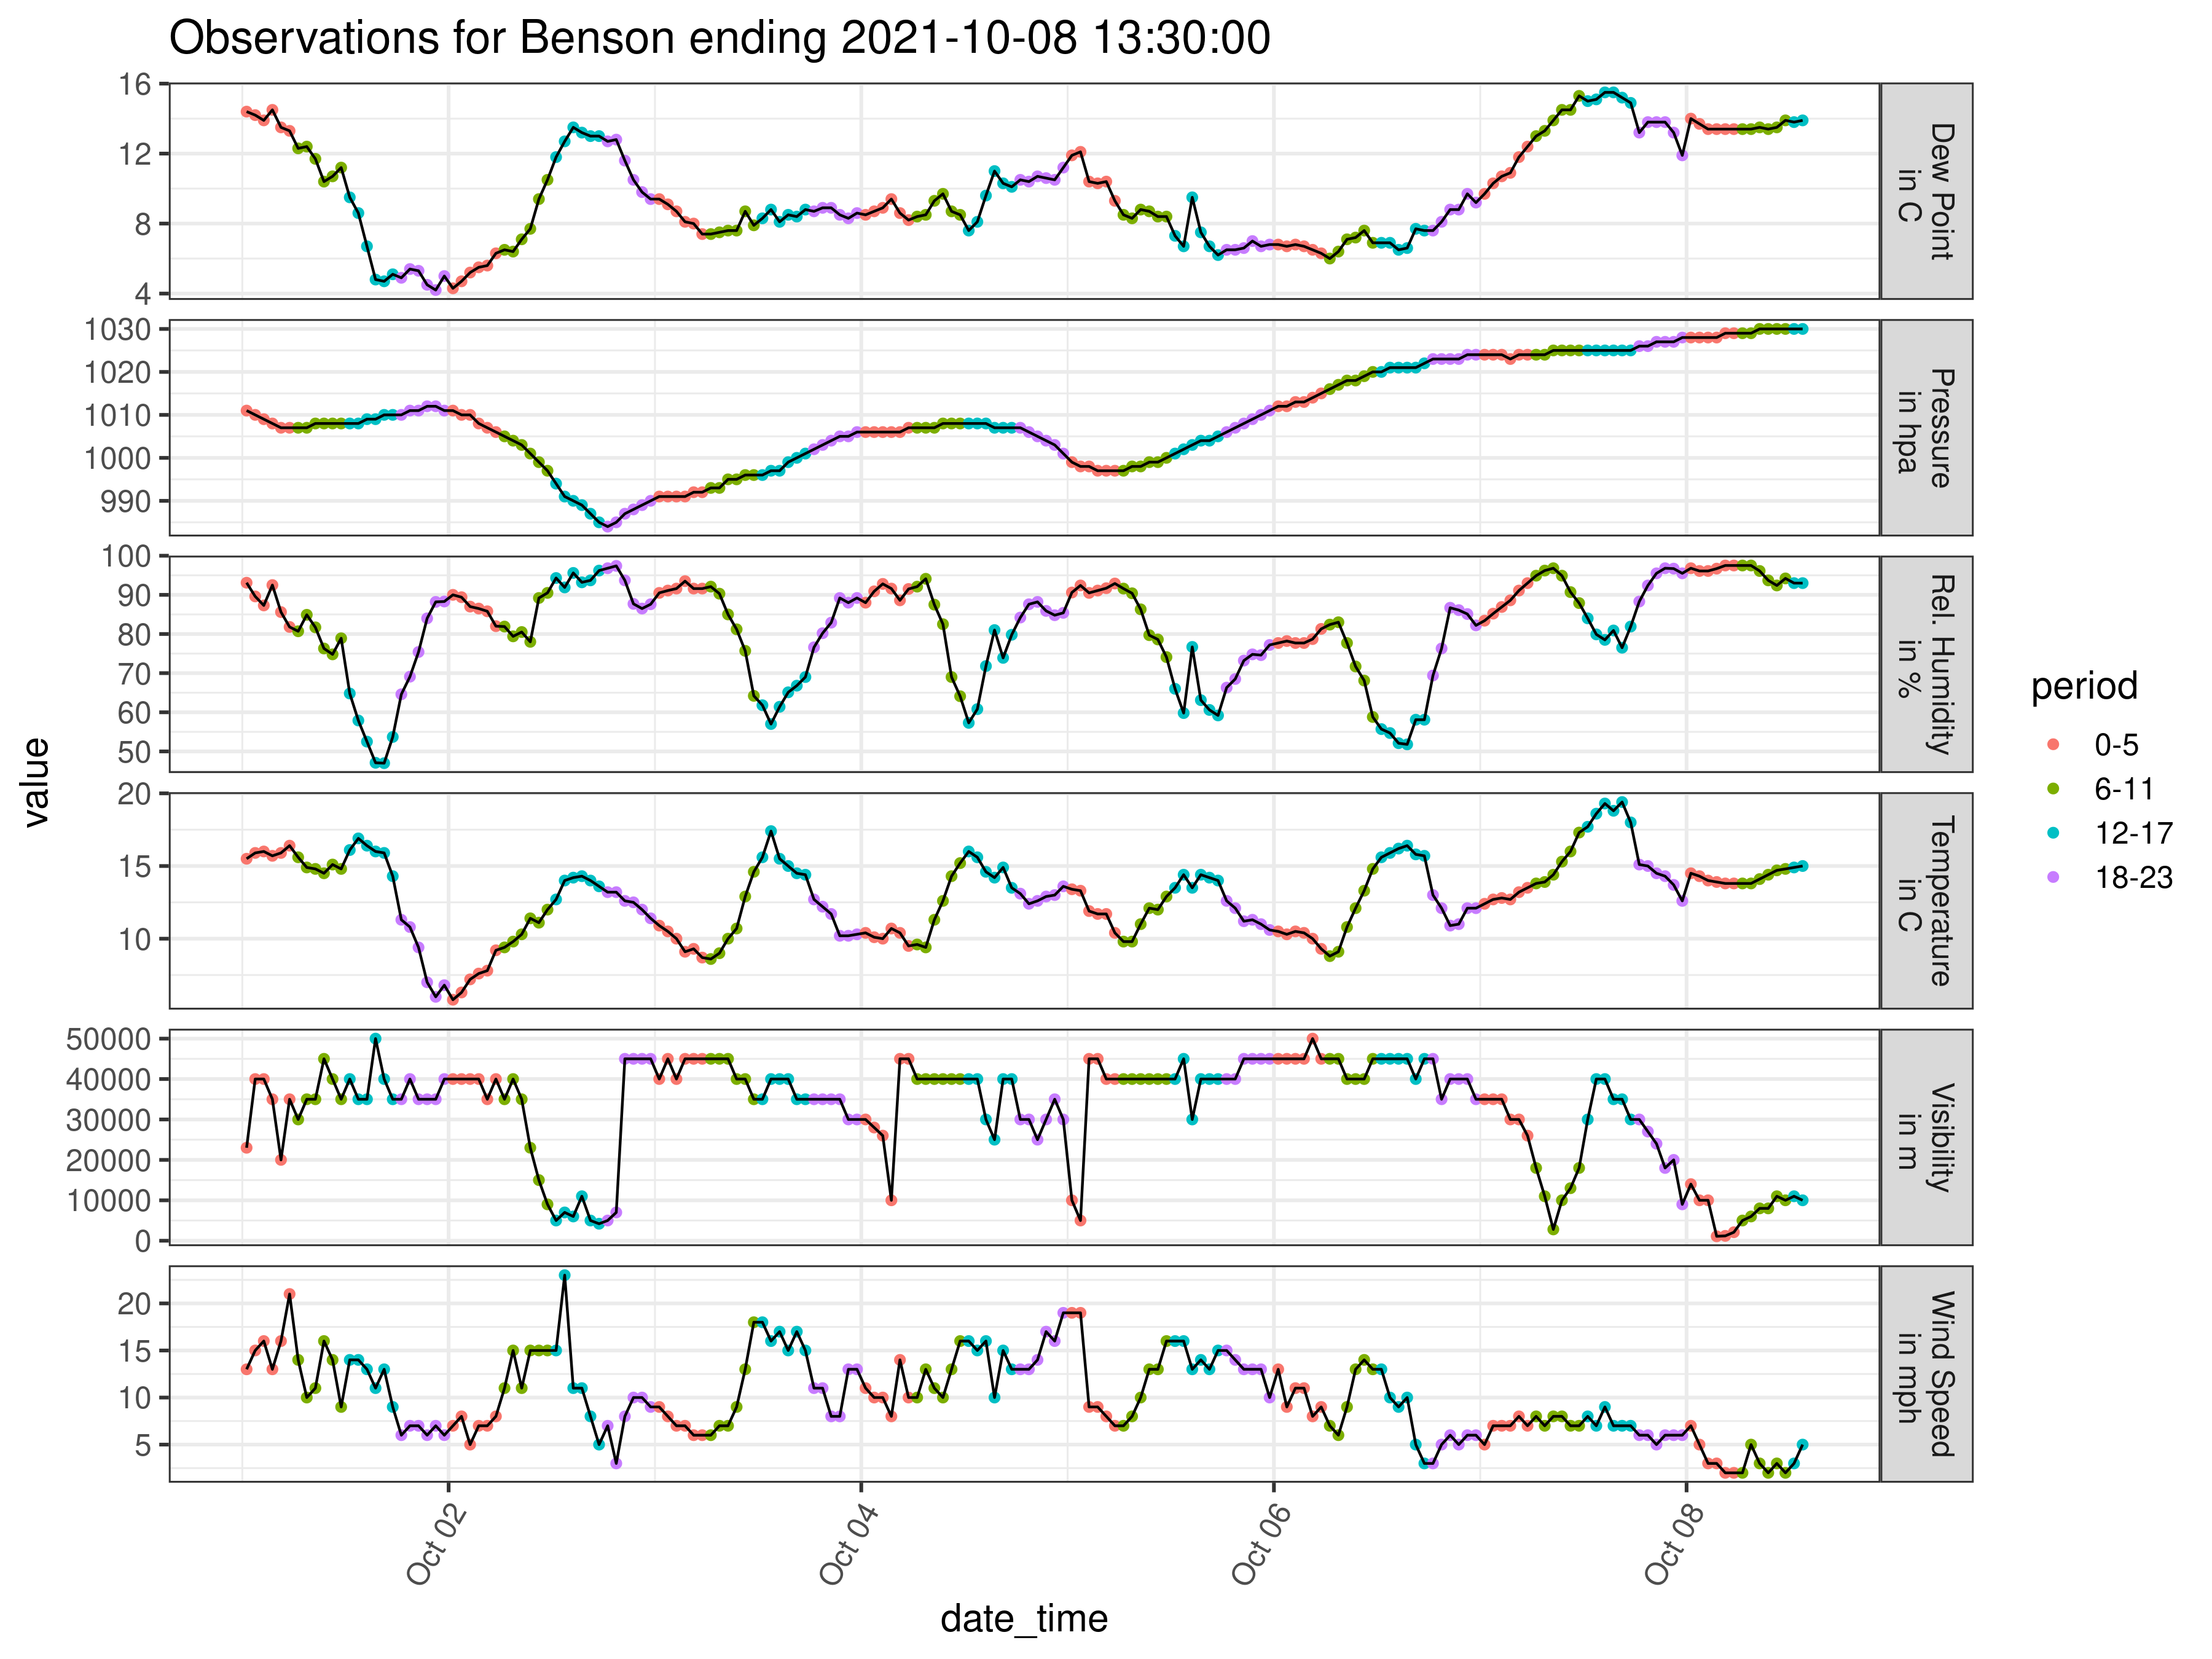 Observations for Benson ending 2021-10-08 13:30:00
16
12
8
4
Dew Point
in C
1030
1020
1010
1000
990
Pressure
in hpa
100
90
80
70
60
50
Rel. Humidity
in %
20
15
10
Temperature
in C
50000
40000
30000
20000
10000
0
Visibility
in m
20
15
10
5
Wind Speed
in mph
value
Oct 02
Oct 04
Oct 06
Oct 08
date_time
period
0-5
6-11
12-17
18-23